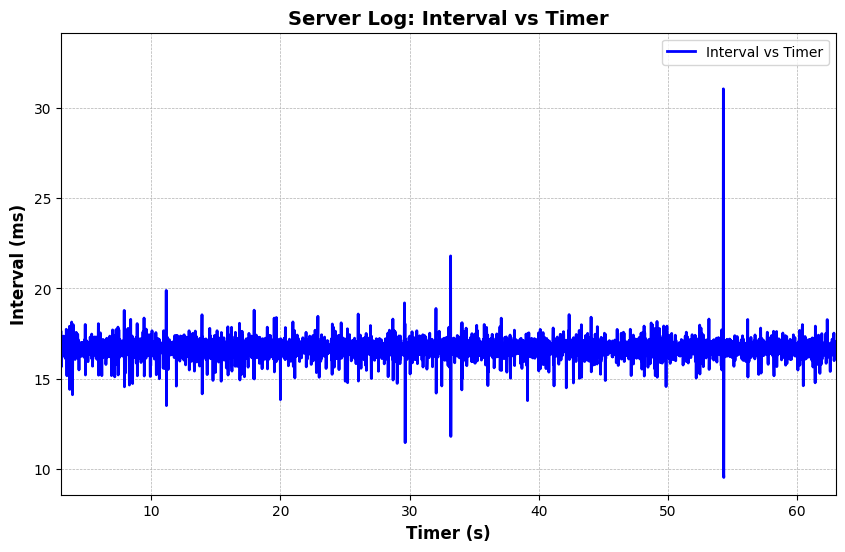 Server Log: Interval vs Timer
Interval vs Timer
Interval (ms)
30
25
20
15
10
10 20 30 40 50 60
Timer (s)